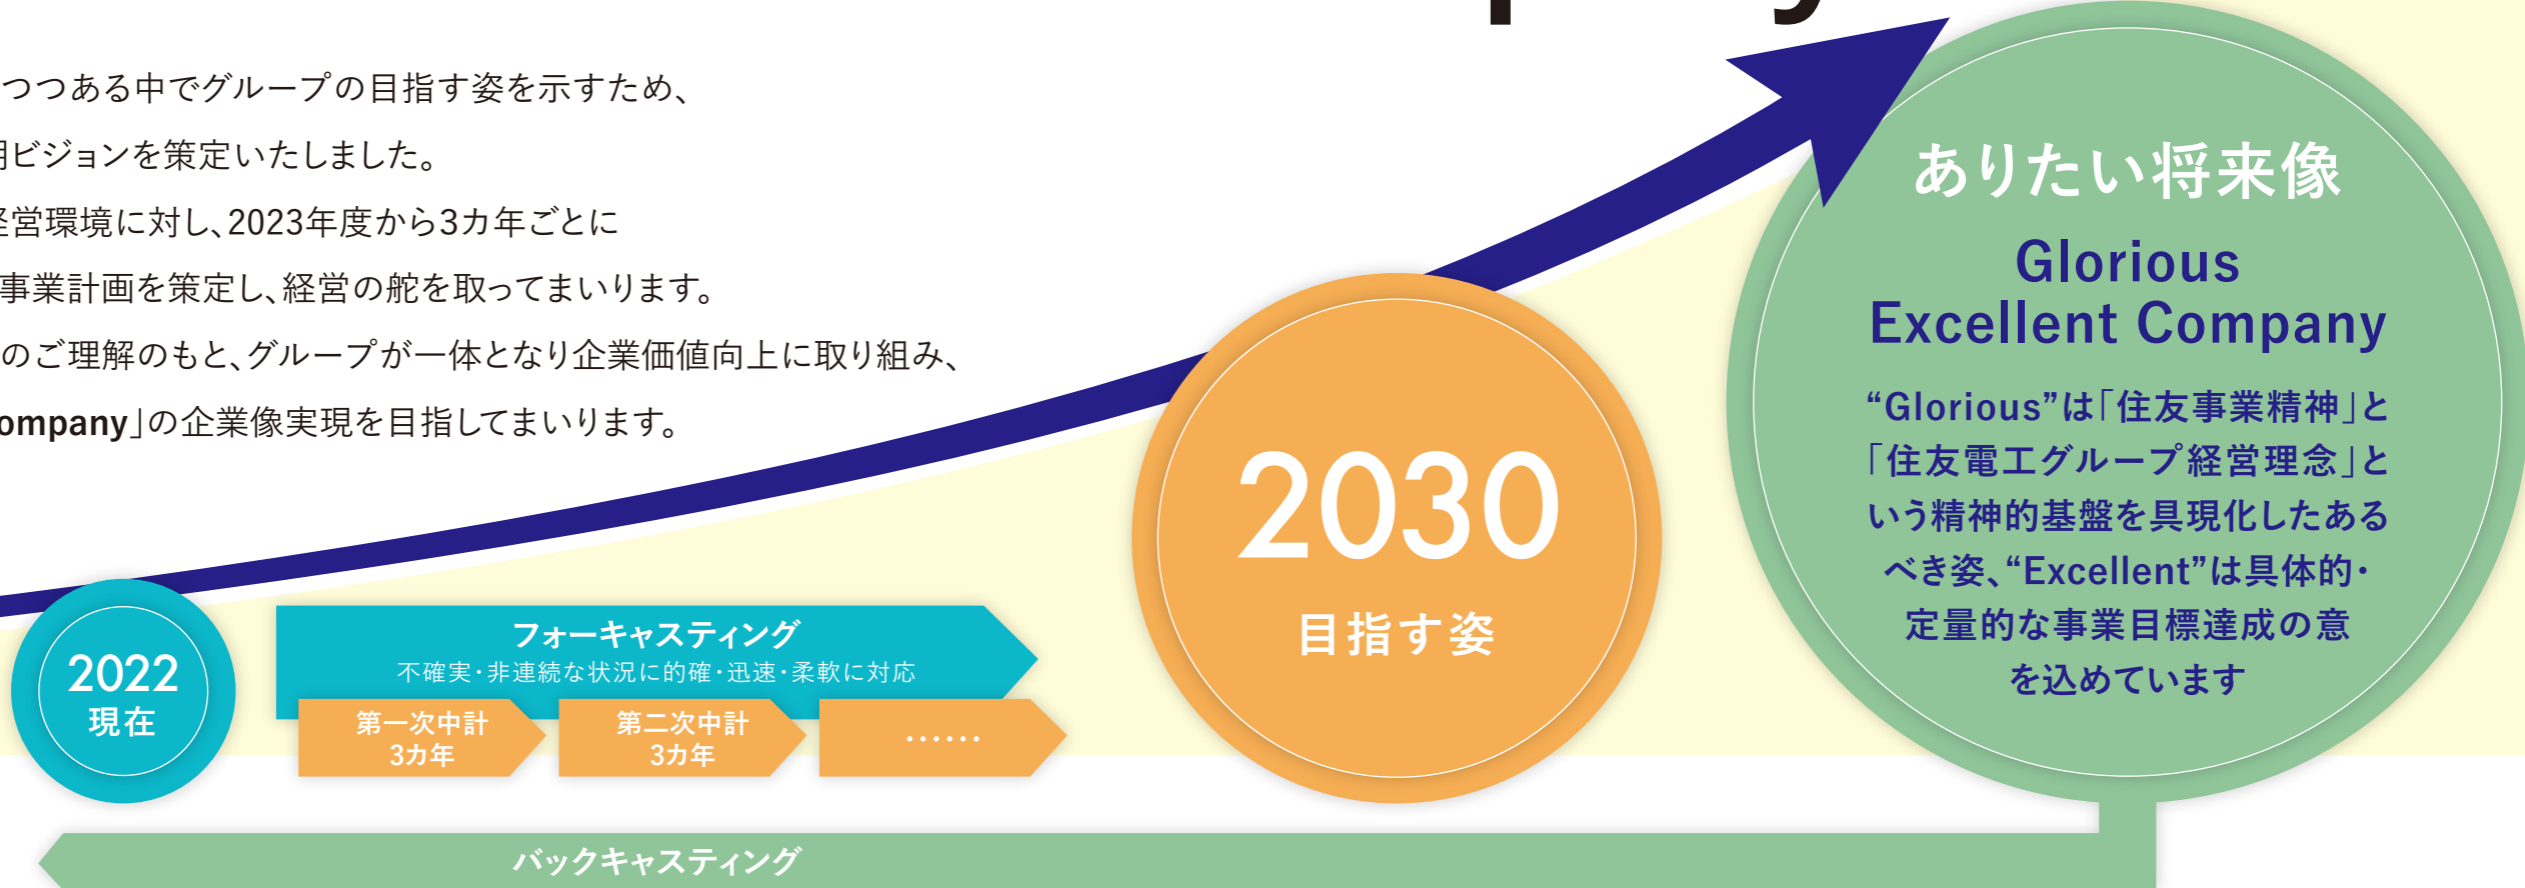 つつある中でグループの目指す姿を示すため、
ビジョンを策定いたしました。
営環境に対し、2023年度から3カ年ごとに
事業計画を策定し、経営の舵を取ってまいります。
のご理解のもと、グループが一体となり企業価値向上に取り組み、
ompany」の企業像実現を目指してまいります。
ありたい将来像
Glorious
Excellent Company
“Glorious”は「住友事業精神」と
「住友電工グループ経営理念」と
いう精神的基盤を具現化したある
べき姿、“Excellent”は具体的・
定量的な事業目標達成の意
を込めています
2030
目指す姿
2022
現在
フォーキャスティング
不確実・非連続な状況に的確・迅速・柔軟に対応
第一次中計
3カ年
第二次中計
3カ年
……
バックキャスティング